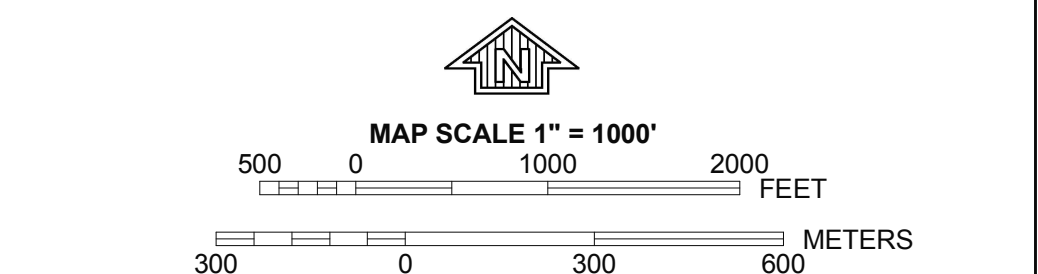 N
MAP SCALE 1" = 1000'
500 0 1000 2000
FEET
METERS
300 0 300 600